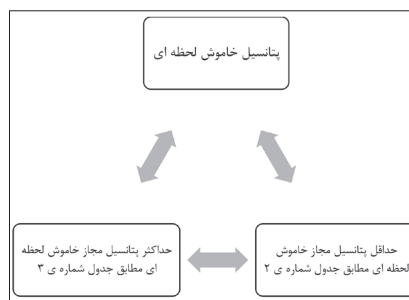 پتانسیل خاموش لحظه ای
حداقل پتانسیل مجاز خاموش
لحظه ای مطابق جدول شماره ی ۲
حداکثر پتانسیل مجاز خاموش لحظه
ای مطابق جدول شماره ی ۳